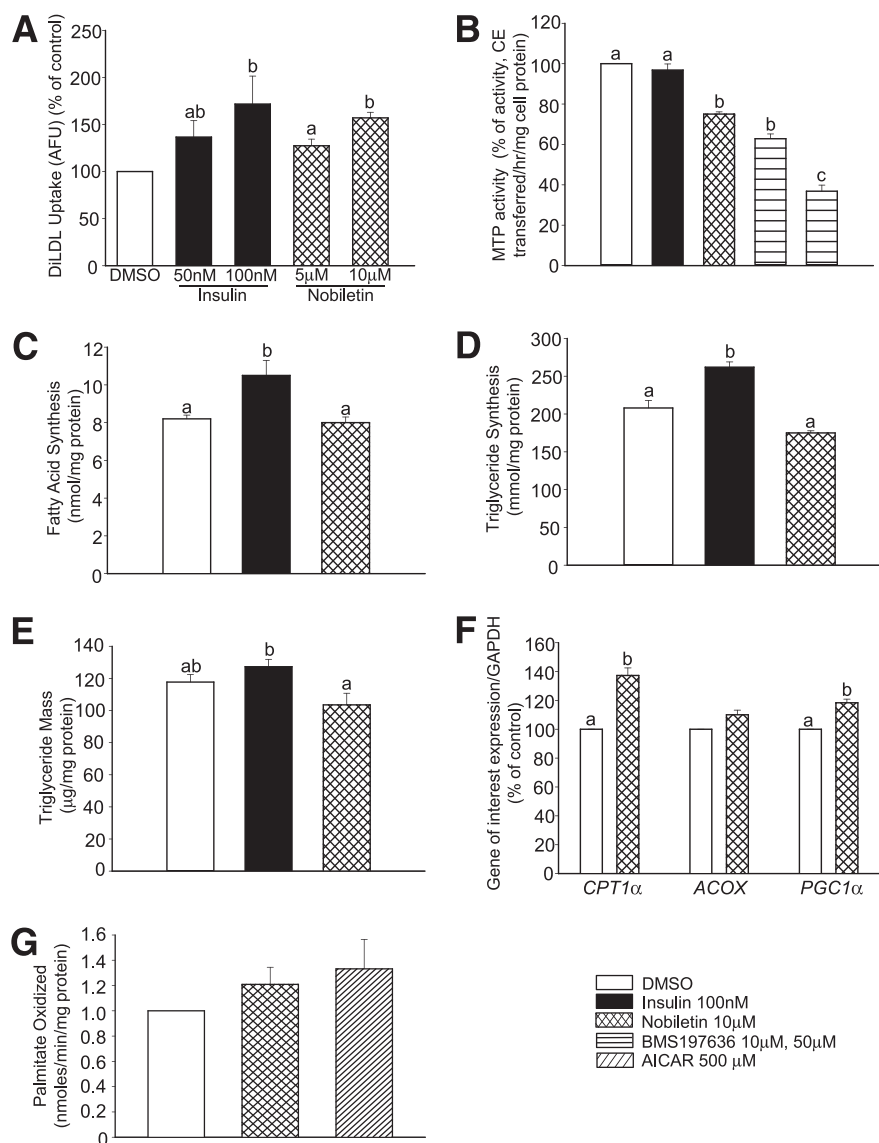 A
DiLDL Uptake (AFU) (% of control)
250
200
150
100
50
0
ab
b
a
b
DMSO
50nM
100nM
5μM
10μM
Insulin
Nobiletin
B
MTP activity (% of activity, CE
transferred/hr/mg cell protein)
120
100
80
60
40
20
0
a
a
b
b
c
C
Fatty Acid Synthesis
(nmol/mg protein)
12
10
8
6
4
2
0
a
b
a
D
Triglyceride Synthesis
(mmol/mg protein)
300
250
200
150
100
50
0
a
b
a
E
Triglyceride Mass
(μg/mg protein)
140
120
100
80
60
40
20
0
ab
b
a
F
Gene of interest expression/GAPDH
(% of control)
160
140
120
100
80
60
40
20
0
a
b
a
b
CPT1α
ACOX
PGC1α
G
Palmitate Oxidized
(nmoles/min/mg protein)
1.6
1.4
1.2
1.0
0.8
0.6
0.4
0.2
0
DMSO
Insulin 100nM
Nobiletin 10μM
BMS197636 10μM, 50μM
AICAR 500 μM